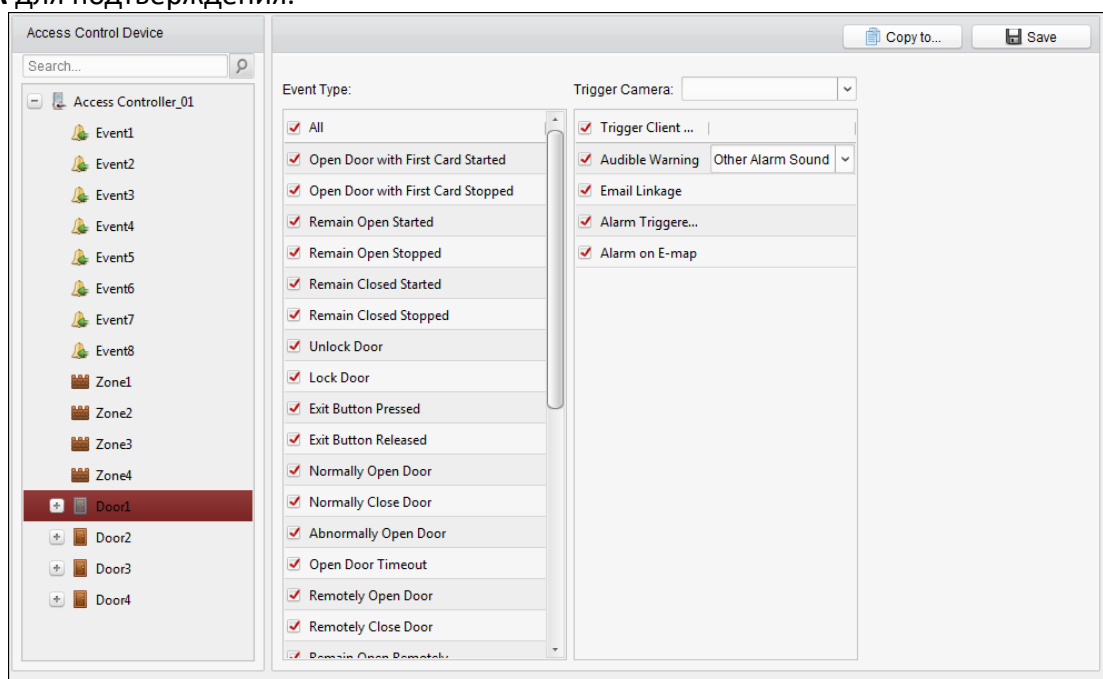 для подтверждения.
Access Control Device
Copy to...
Save
Search...
Access Controller_01
Event1
Event2
Event3
Event4
Event5
Event6
Event7
Event8
Zone1
Zone2
Zone3
Zone4
Door1
Door2
Door3
Door4
Event Type:
All
Open Door with First Card Started
Open Door with First Card Stopped
Remain Open Started
Remain Open Stopped
Remain Closed Started
Remain Closed Stopped
Unlock Door
Lock Door
Exit Button Pressed
Exit Button Released
Normally Open Door
Normally Close Door
Abnormally Open Door
Open Door Timeout
Remotely Open Door
Remotely Close Door
Remain Open Remotely
Trigger Camera:
Trigger Client ...
Audible Warning Other Alarm Sound
Email Linkage
Alarm Triggere...
Alarm on E-map